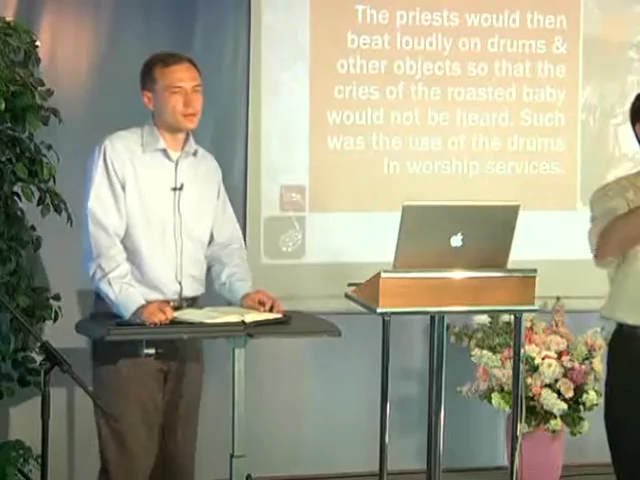 The priests would then
beat loudly on drums &
other objects so that the
cries of the roasted baby
would not be heard. Such
was the use of the drums
in worship services.